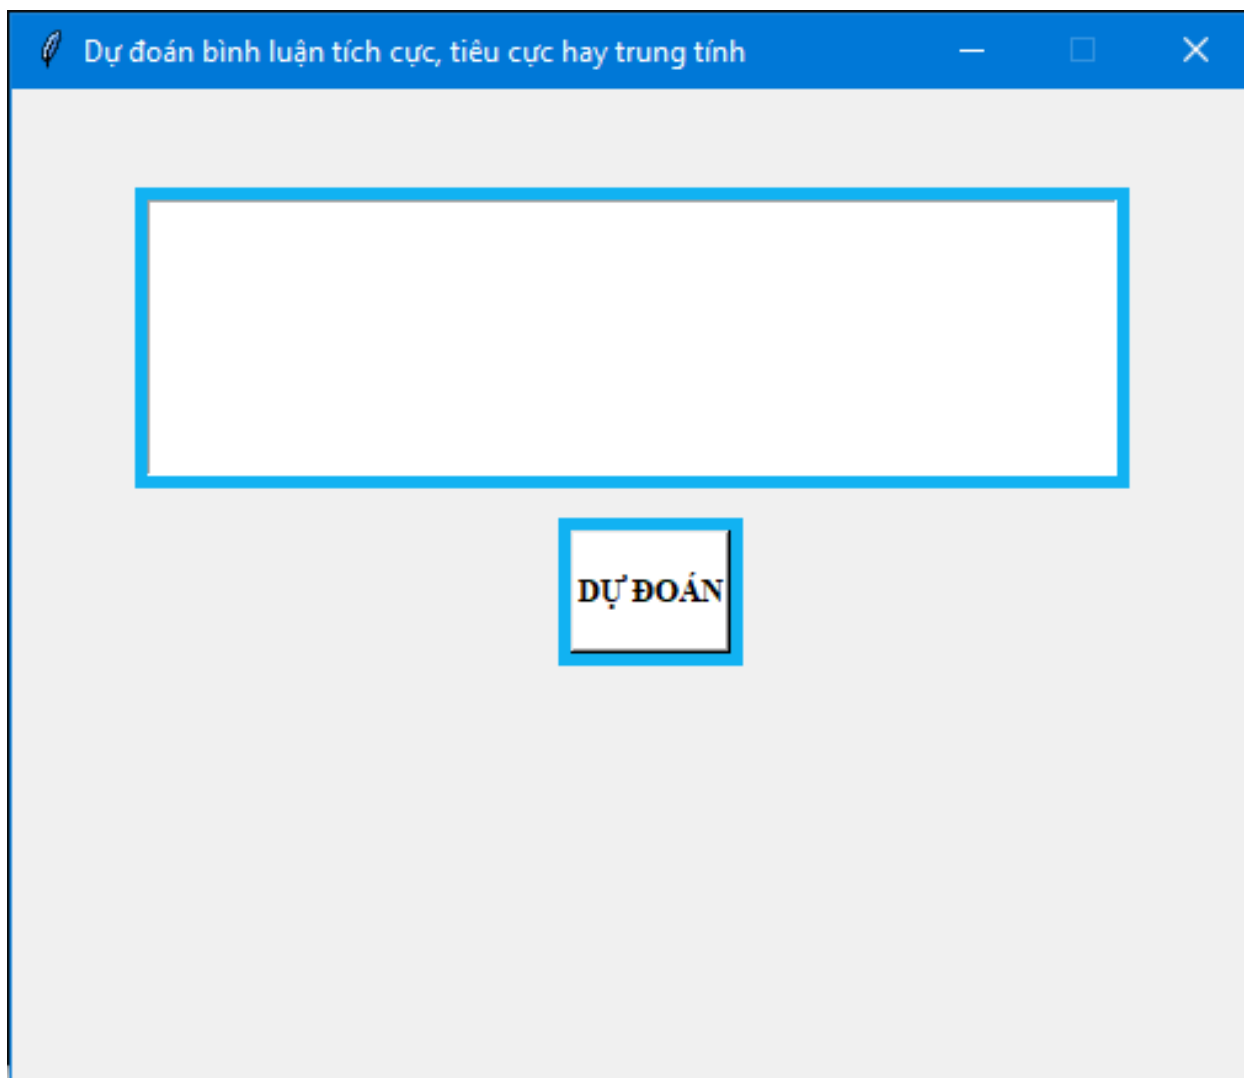 Dự đoán bình luận tích cực, tiêu cực hay trung tính
DỰ ĐOÁN